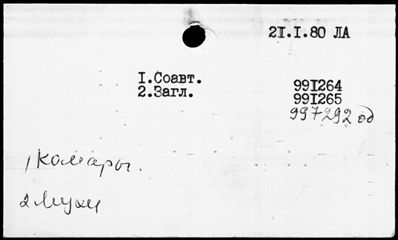 21.I.80 ЛА
I.Соавт.
2.Загл.
99I264
99I265
997292 од
1 Комары.
2 Мухи